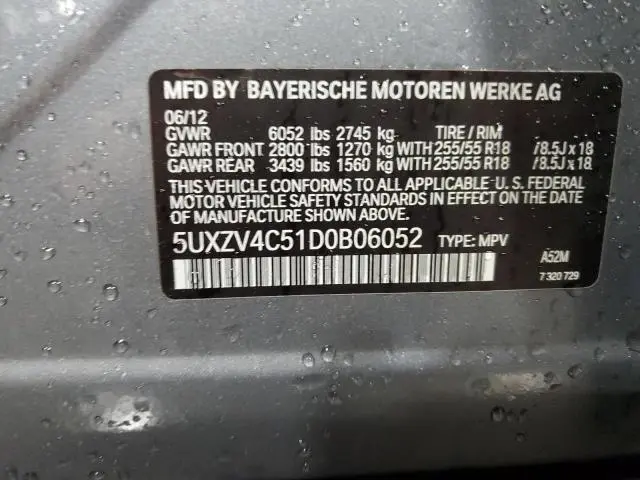 MFD BY BAYERISCHE MOTOREN WERKE AG
06/12
GVWR 6052 lbs 2745 kg TIRE / RIM
GAWR FRONT 2800 lbs 1270 kg WITH 255/55 R18 /8.5J x 18
GAWR REAR 3439 lbs 1560 kg WITH 255/55 R18 /8.5J x 18
THIS VEHICLE CONFORMS TO ALL APPLICABLE U. S. FEDERAL
MOTOR VEHICLE SAFETY STANDARDS IN EFFECT ON THE
DATE OF MANUFACTURE SHOWN ABOVE.
5UXZV4C51D0B06052 TYPE: MPV
A52M
7 320 729